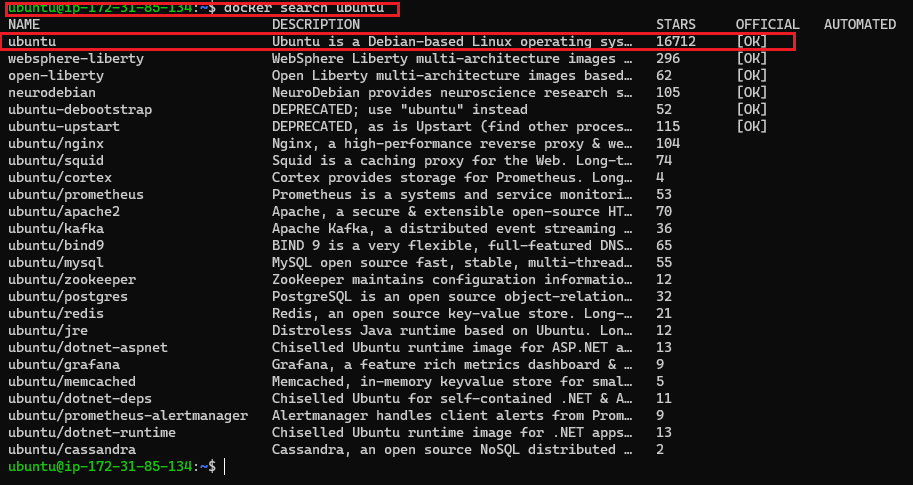 ubuntu@ip-172-31-85-134:~$ docker search ubuntu
NAME DESCRIPTION STARS OFFICIAL AUTOMATED
ubuntu Ubuntu is a Debian-based Linux operating sys… 16712 [OK]
websphere-liberty WebSphere Liberty multi-architecture images … 296 [OK]
open-liberty Open Liberty multi-architecture images based… 62 [OK]
neurodebian NeuroDebian provides neuroscience research s… 105 [OK]
ubuntu-debootstrap DEPRECATED; use "ubuntu" instead 52 [OK]
ubuntu-upstart DEPRECATED, as is Upstart (find other proces… 115 [OK]
ubuntu/nginx Nginx, a high-performance reverse proxy & we… 104
ubuntu/squid Squid is a caching proxy for the Web. Long-t… 74
ubuntu/cortex Cortex provides storage for Prometheus. Long… 4
ubuntu/prometheus Prometheus is a systems and service monitori… 53
ubuntu/apache2 Apache, a secure & extensible open-source HT… 70
ubuntu/kafka Apache Kafka, a distributed event streaming … 36
ubuntu/bind9 BIND 9 is a very flexible, full-featured DNS… 65
ubuntu/mysql MySQL open source fast, stable, multi-thread… 55
ubuntu/zookeeper ZooKeeper maintains configuration informatio… 12
ubuntu/postgres PostgreSQL is an open source object-relation… 32
ubuntu/redis Redis, an open source key-value store. Long-… 21
ubuntu/jre Distroless Java runtime based on Ubuntu. Lon… 12
ubuntu/dotnet-aspnet Chiselled Ubuntu runtime image for ASP.NET a… 13
ubuntu/grafana Grafana, a feature rich metrics dashboard & … 9
ubuntu/memcached Memcached, in-memory keyvalue store for smal… 5
ubuntu/dotnet-deps Chiselled Ubuntu for self-contained .NET & A… 11
ubuntu/prometheus-alertmanager Alertmanager handles client alerts from Prom… 9
ubuntu/dotnet-runtime Chiselled Ubuntu runtime image for .NET apps… 13
ubuntu/cassandra Cassandra, an open source NoSQL distributed … 2
ubuntu@ip-172-31-85-134:~$